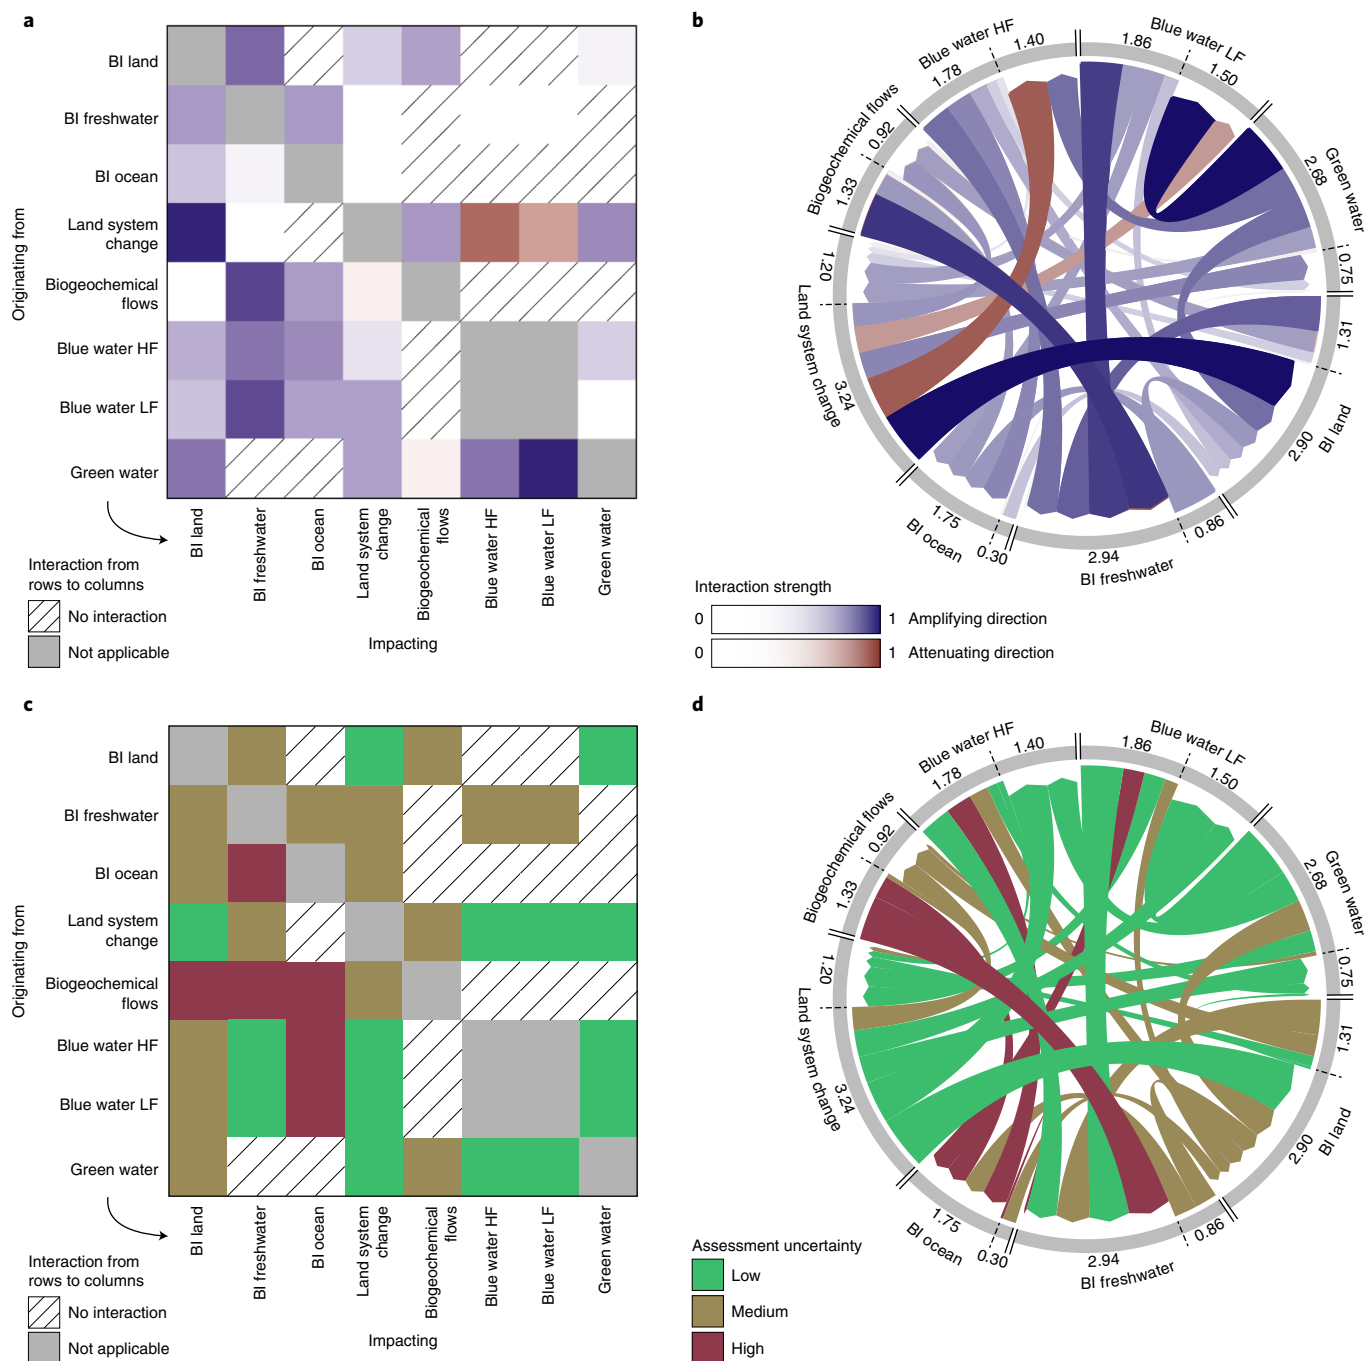 a
BI land
BI freshwater
BI ocean
Land system
change
Biogeochemical
flows
Blue water HF
Blue water LF
Green water
Originating from
BI land
BI freshwater
BI ocean
Land system
change
Biogeochemical
flows
Blue water HF
Blue water LF
Green water
Impacting
Interaction from
rows to columns
No interaction
Not applicable
b
Blue water HF
1.78
1.40
Blue water LF
1.86
1.50
Green water
2.68
0.75
BI land
1.31
2.90
BI freshwater
0.86
2.94
BI ocean
0.30
1.75
Land system change
3.24
1.20
Biogeochemical flows
1.33
0.92
Interaction strength
0 1 Amplifying direction
0 1 Attenuating direction
c
BI land
BI freshwater
BI ocean
Land system
change
Biogeochemical
flows
Blue water HF
Blue water LF
Green water
Originating from
BI land
BI freshwater
BI ocean
Land system
change
Biogeochemical
flows
Blue water HF
Blue water LF
Green water
Impacting
Interaction from
rows to columns
No interaction
Not applicable
d
Blue water HF
1.78
1.40
Blue water LF
1.86
1.50
Green water
2.68
0.75
BI land
1.31
2.90
BI freshwater
0.86
2.94
BI ocean
0.30
1.75
Land system change
3.24
1.20
Biogeochemical flows
1.33
0.92
Assessment uncertainty
Low
Medium
High